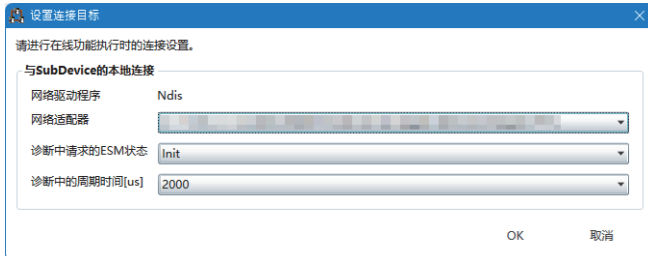 设置连接目标
请进行在线功能执行时的连接设置。
与SubDevice的本地连接
网络驱动程序 Ndis
网络适配器
诊断中请求的ESM状态 Init
诊断中的周期时间[us] 2000
OK 取消